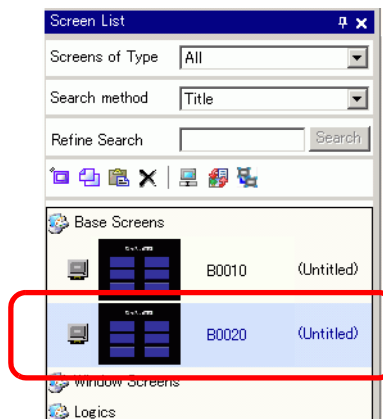 Screen List
Screens of Type All
Search method Title
Refine Search Search
Base Screens
B0010 (Untitled)
B0020 (Untitled)
Window Screens
Logics